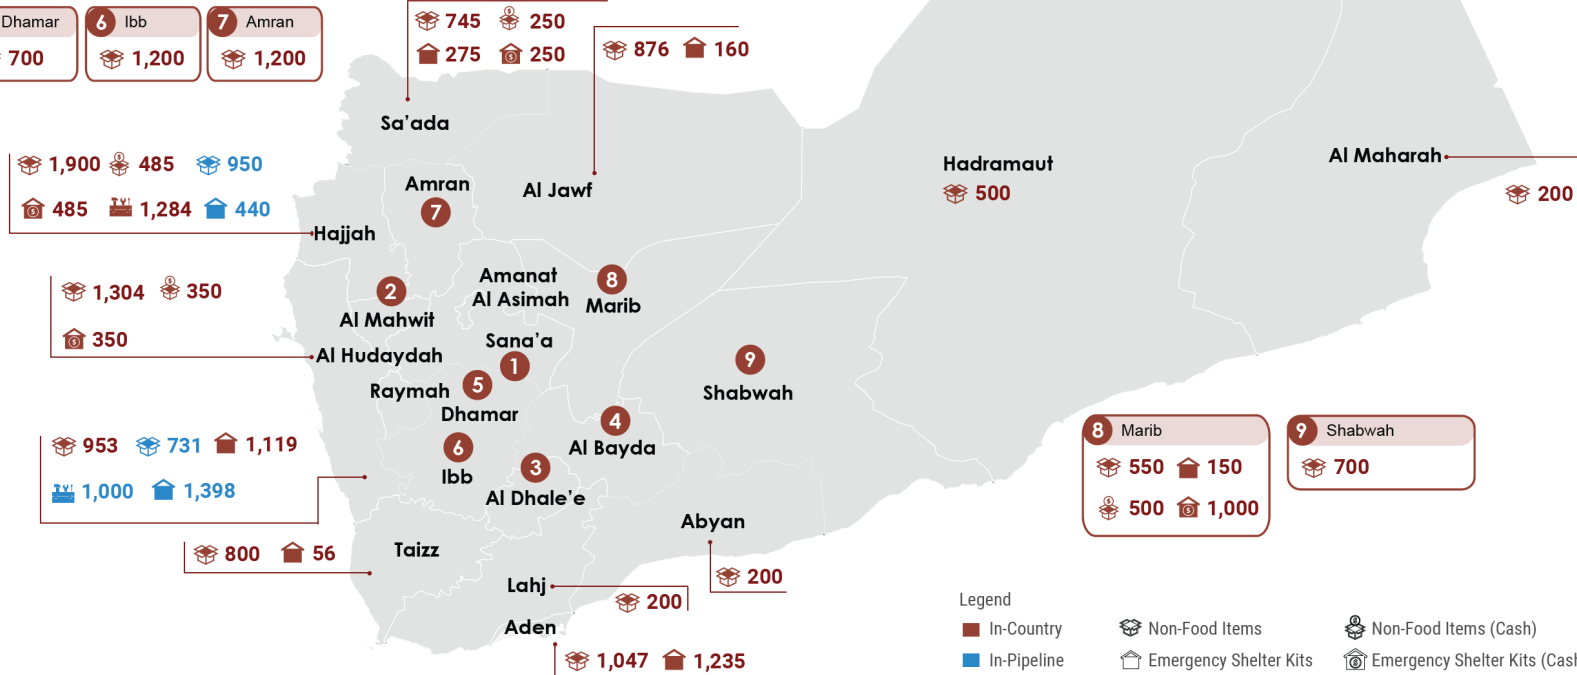 Dhamar
700
6 Ibb
1,200
7 Amran
1,200
745 250
275 250
876 160
Sa’ada
1,900 485 950
485 1,284 440
Hajjah
Amran
7
Al Jawf
Hadramaut
500
Al Maharah
200
1,304 350
350
2
Al Mahwit
Amanat
Al Asimah
8
Marib
Al Hudaydah
Sana’a
1
Raymah
5
Dhamar
9
Shabwah
4
Al Bayda
953 731 1,119
1,000 1,398
6
Ibb
3
Al Dhale’e
800 56
Taizz
Abyan
200
Lahj
200
Aden
1,047 1,235
8 Marib
550 150
500 1,000
9 Shabwah
700
Legend
In-Country
Non-Food Items
Non-Food Items (Cash)
In-Pipeline
Emergency Shelter Kits
Emergency Shelter Kits (Cash